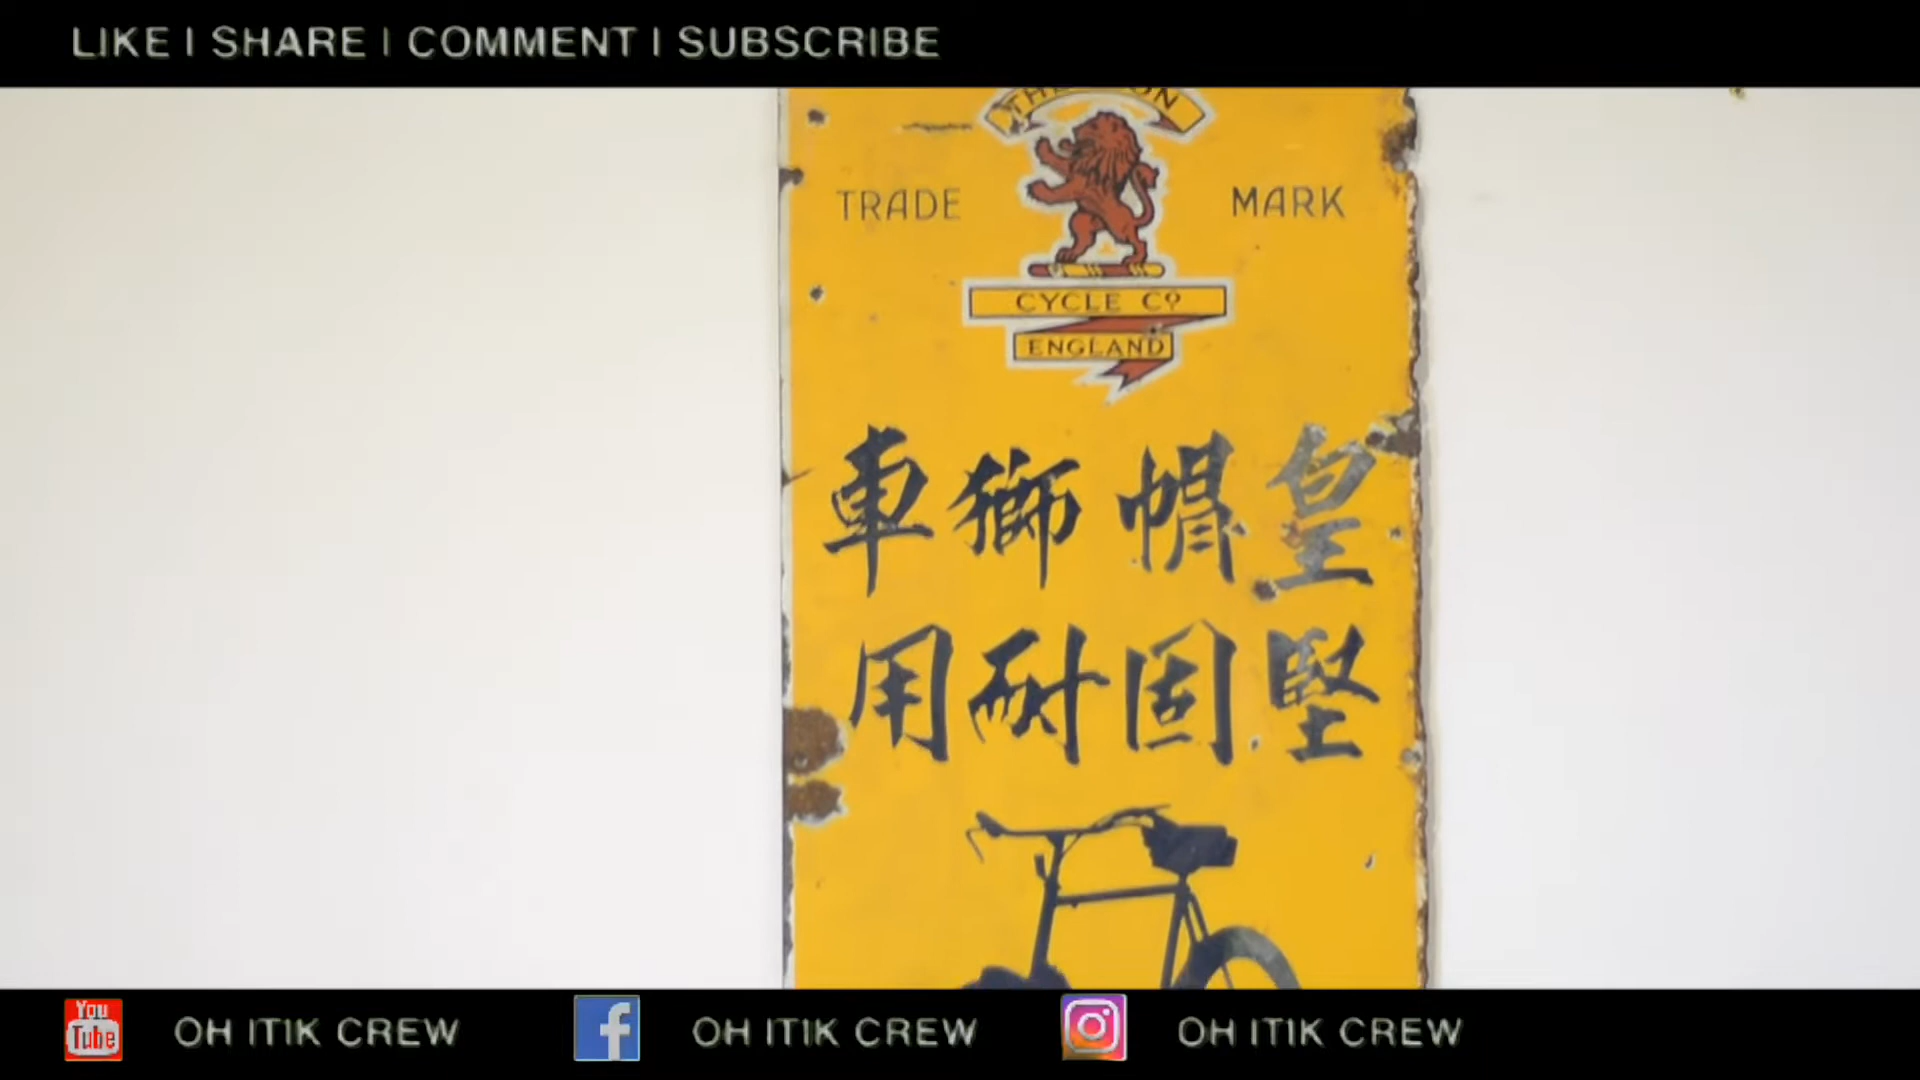 LIKE | SHARE | COMMENT | SUBSCRIBE
THE
TRADE MARK
CYCLE Cº
ENGLAND
皇帽獅車
堅固耐用
You
Tube
OH ITIK CREW
f
OH ITIK CREW
OH ITIK CREW